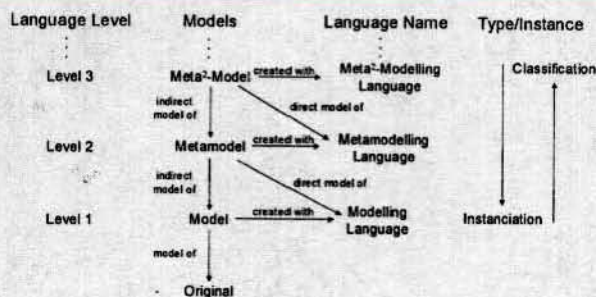 Language Level Models Language Name Type/Instance
Level 3 Meta²-Model created with Meta²-Modelling Language Classification
indirect model of direct model of
Level 2 Metamodel created with Metamodelling Language
indirect model of direct model of
Level 1 Model created with Modelling Language Instanciation
model of
Original